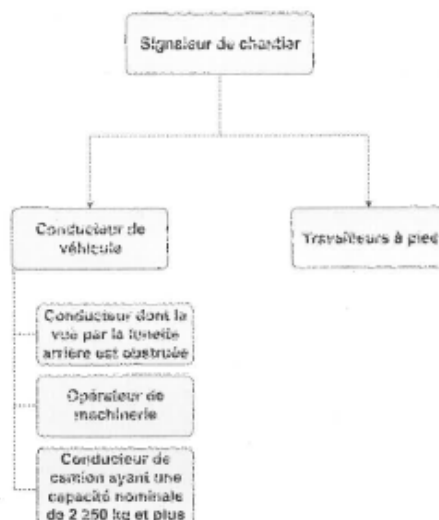 Signaleur de chantier
Conducteur de
véhicule
Travailleurs à pied
Conducteur dont la
vue par la lunette
arrière est obstruée
Opérateur de
machinerie
Conducteur de
camion ayant une
capacité nominale
de 2 250 kg et plus